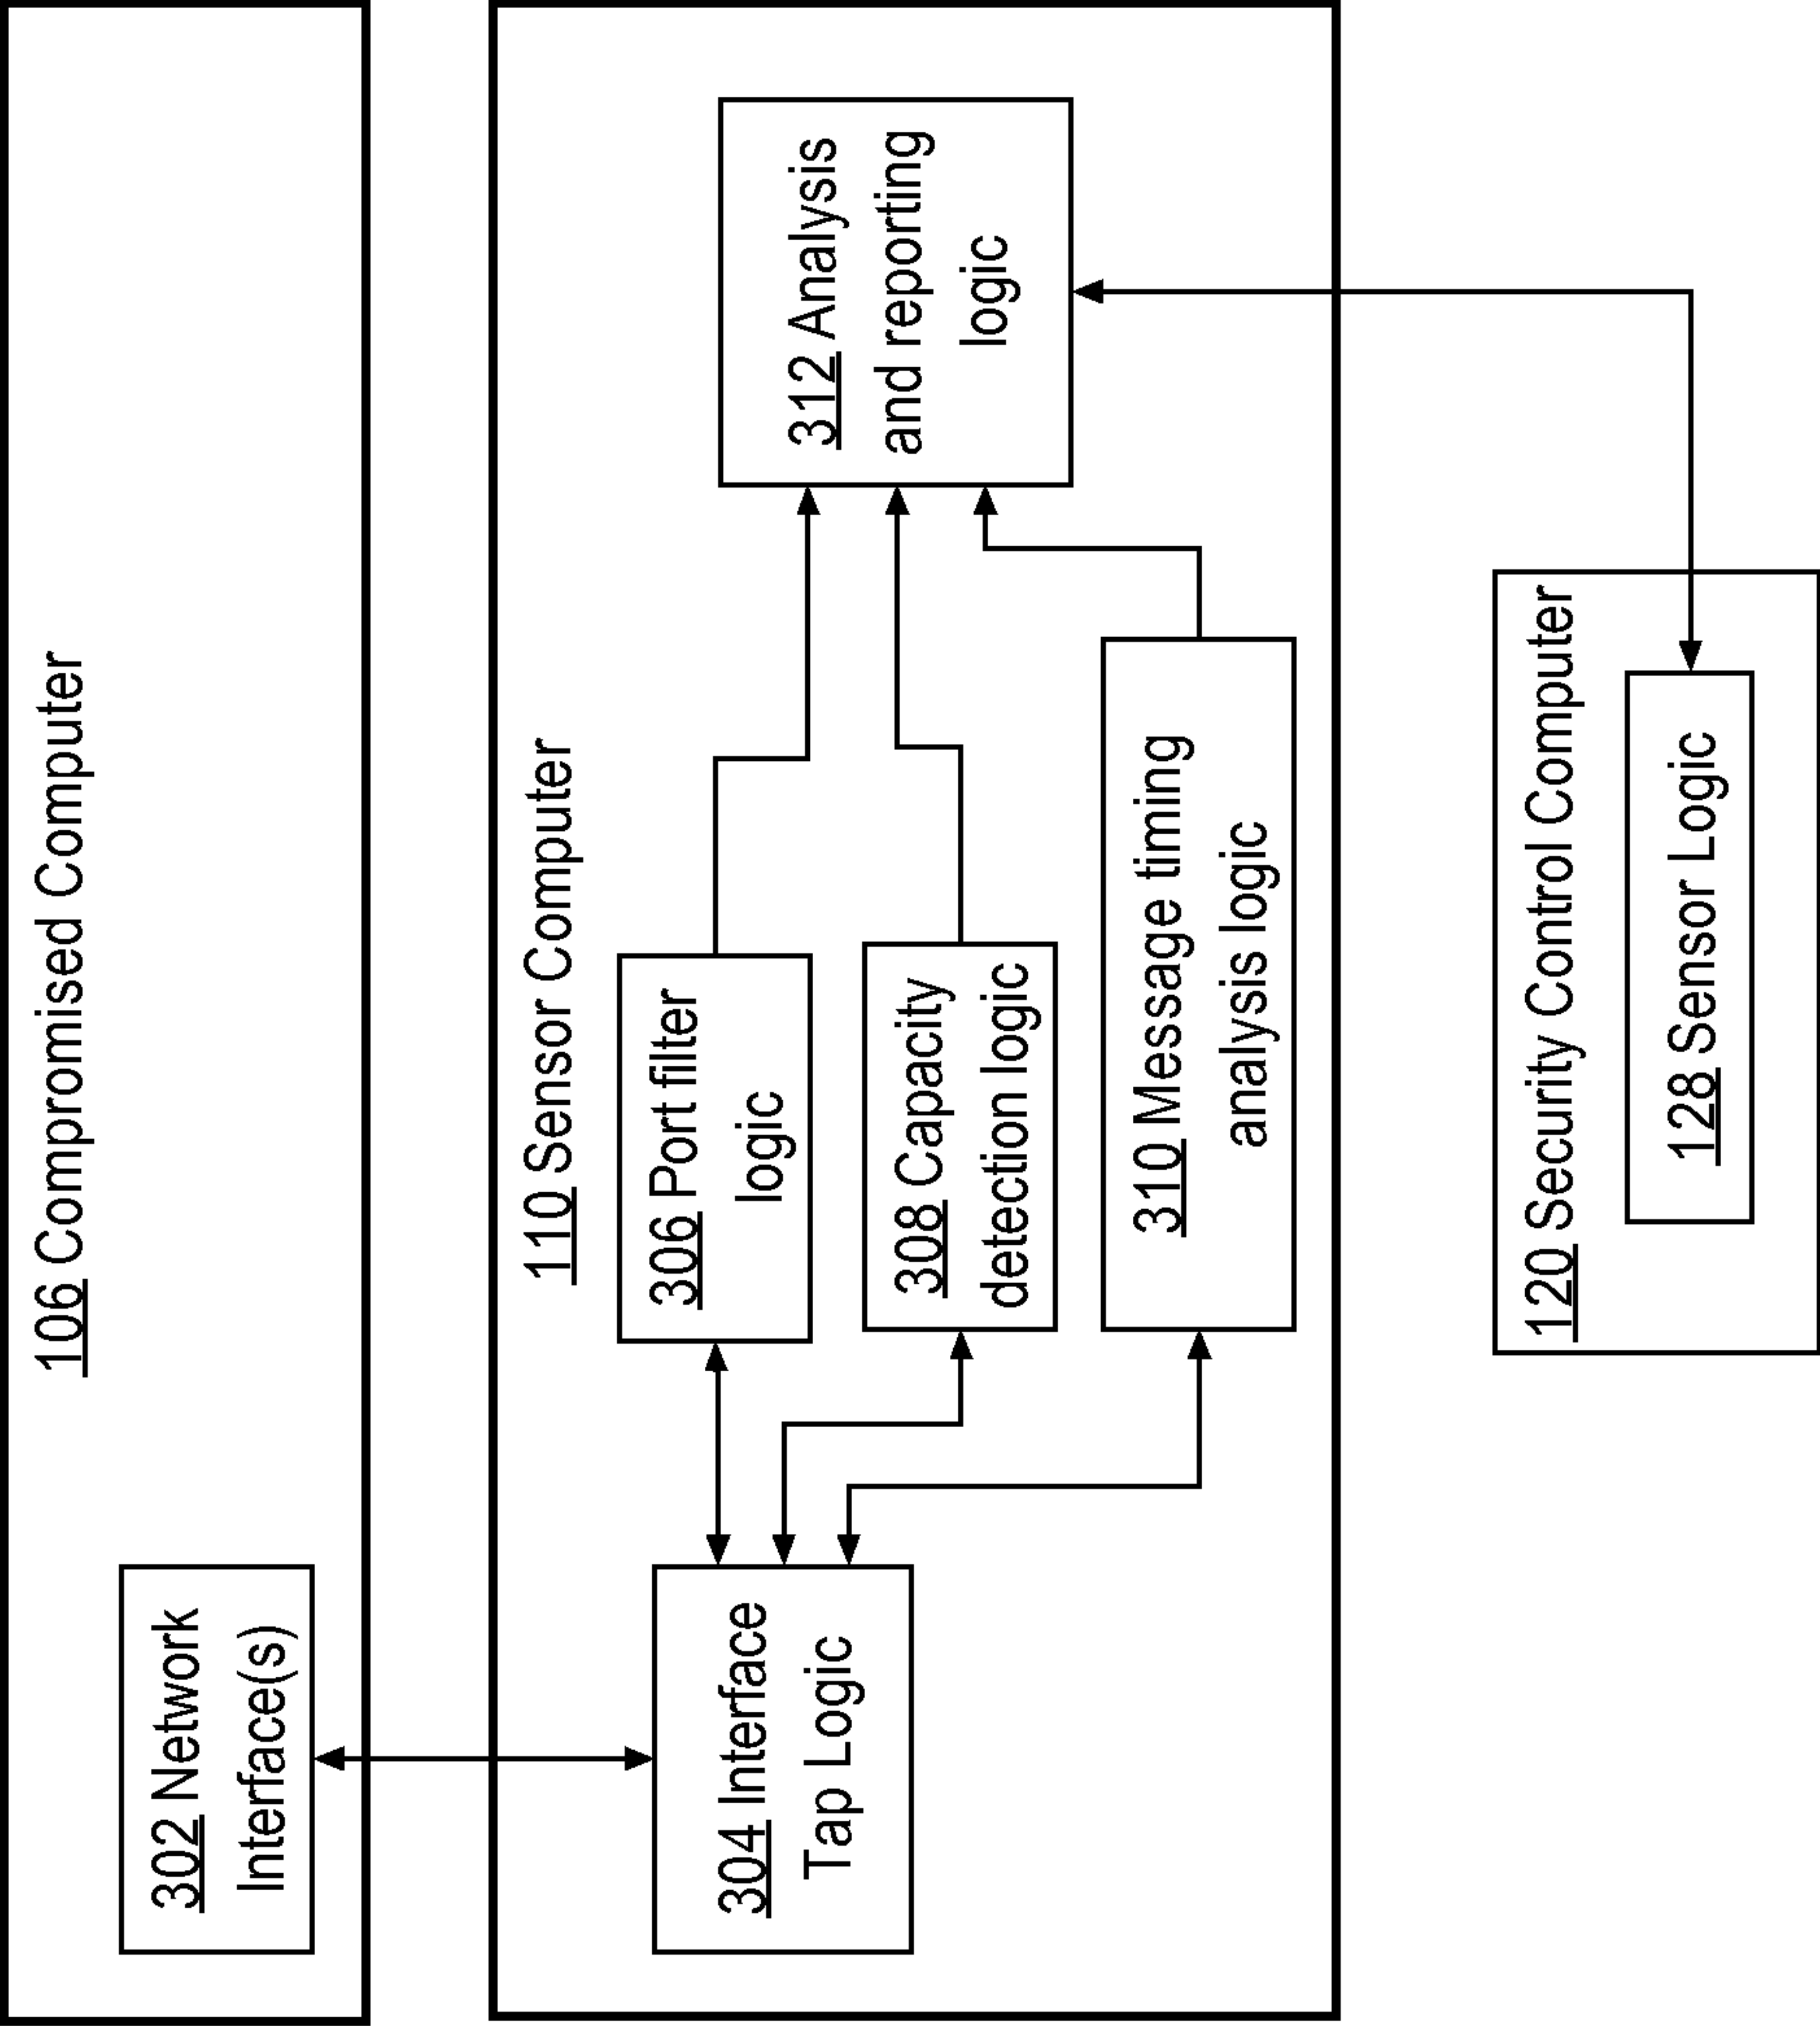 106 Compromised Computer
302 Network
Interface(s)
110 Sensor Computer
304 Interface
Tap Logic
306 Port filter
logic
308 Capacity
detection logic
310 Message timing
analysis logic
312 Analysis
and reporting
logic
120 Security Control Computer
128 Sensor Logic